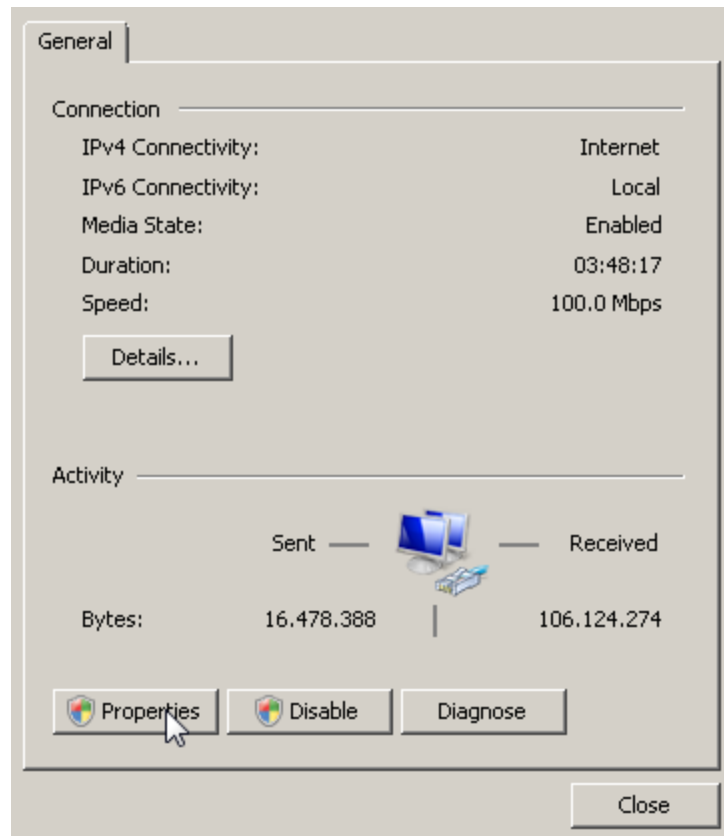 General
Connection
IPv4 Connectivity: Internet
IPv6 Connectivity: Local
Media State: Enabled
Duration: 03:48:17
Speed: 100.0 Mbps
Details...
Activity
Sent Received
Bytes: 16.478.388 106.124.274
Properties Disable Diagnose
Close